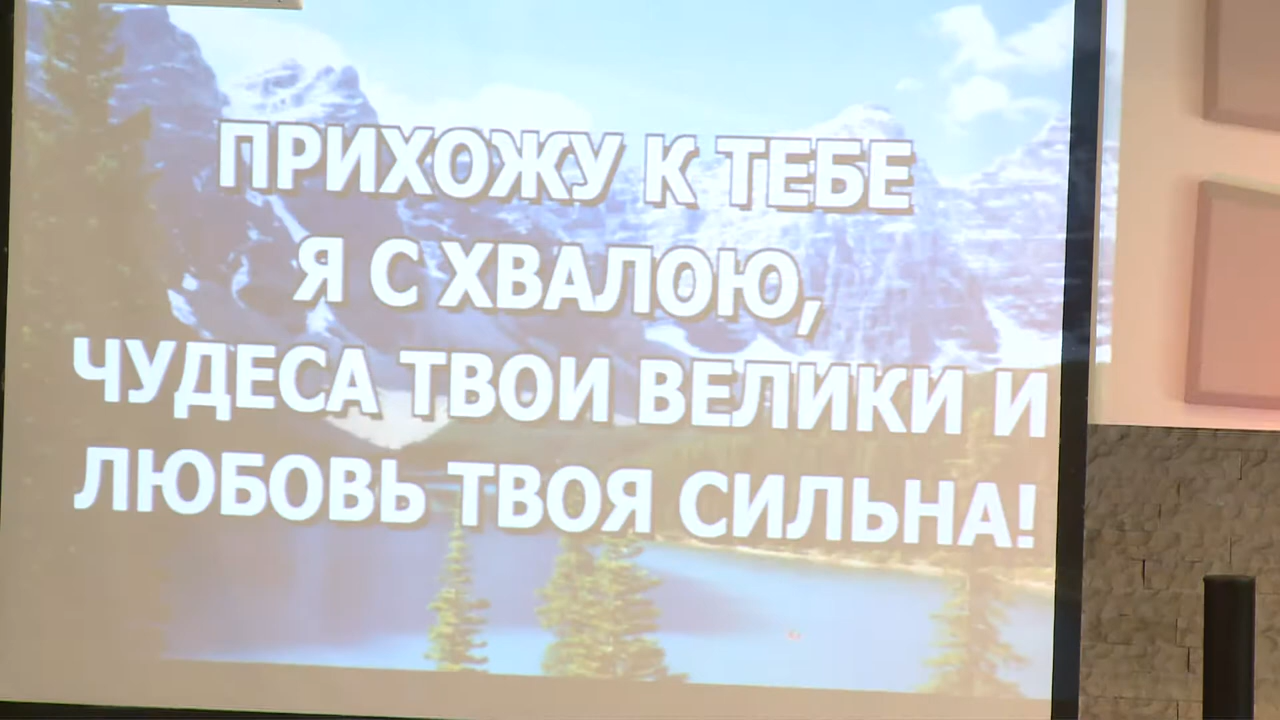 ПРИХОЖУ К ТЕБЕ
Я С ХВАЛОЮ,
ЧУДЕСА ТВОИ ВЕЛИКИ И
ЛЮБОВЬ ТВОЯ СИЛЬНА!